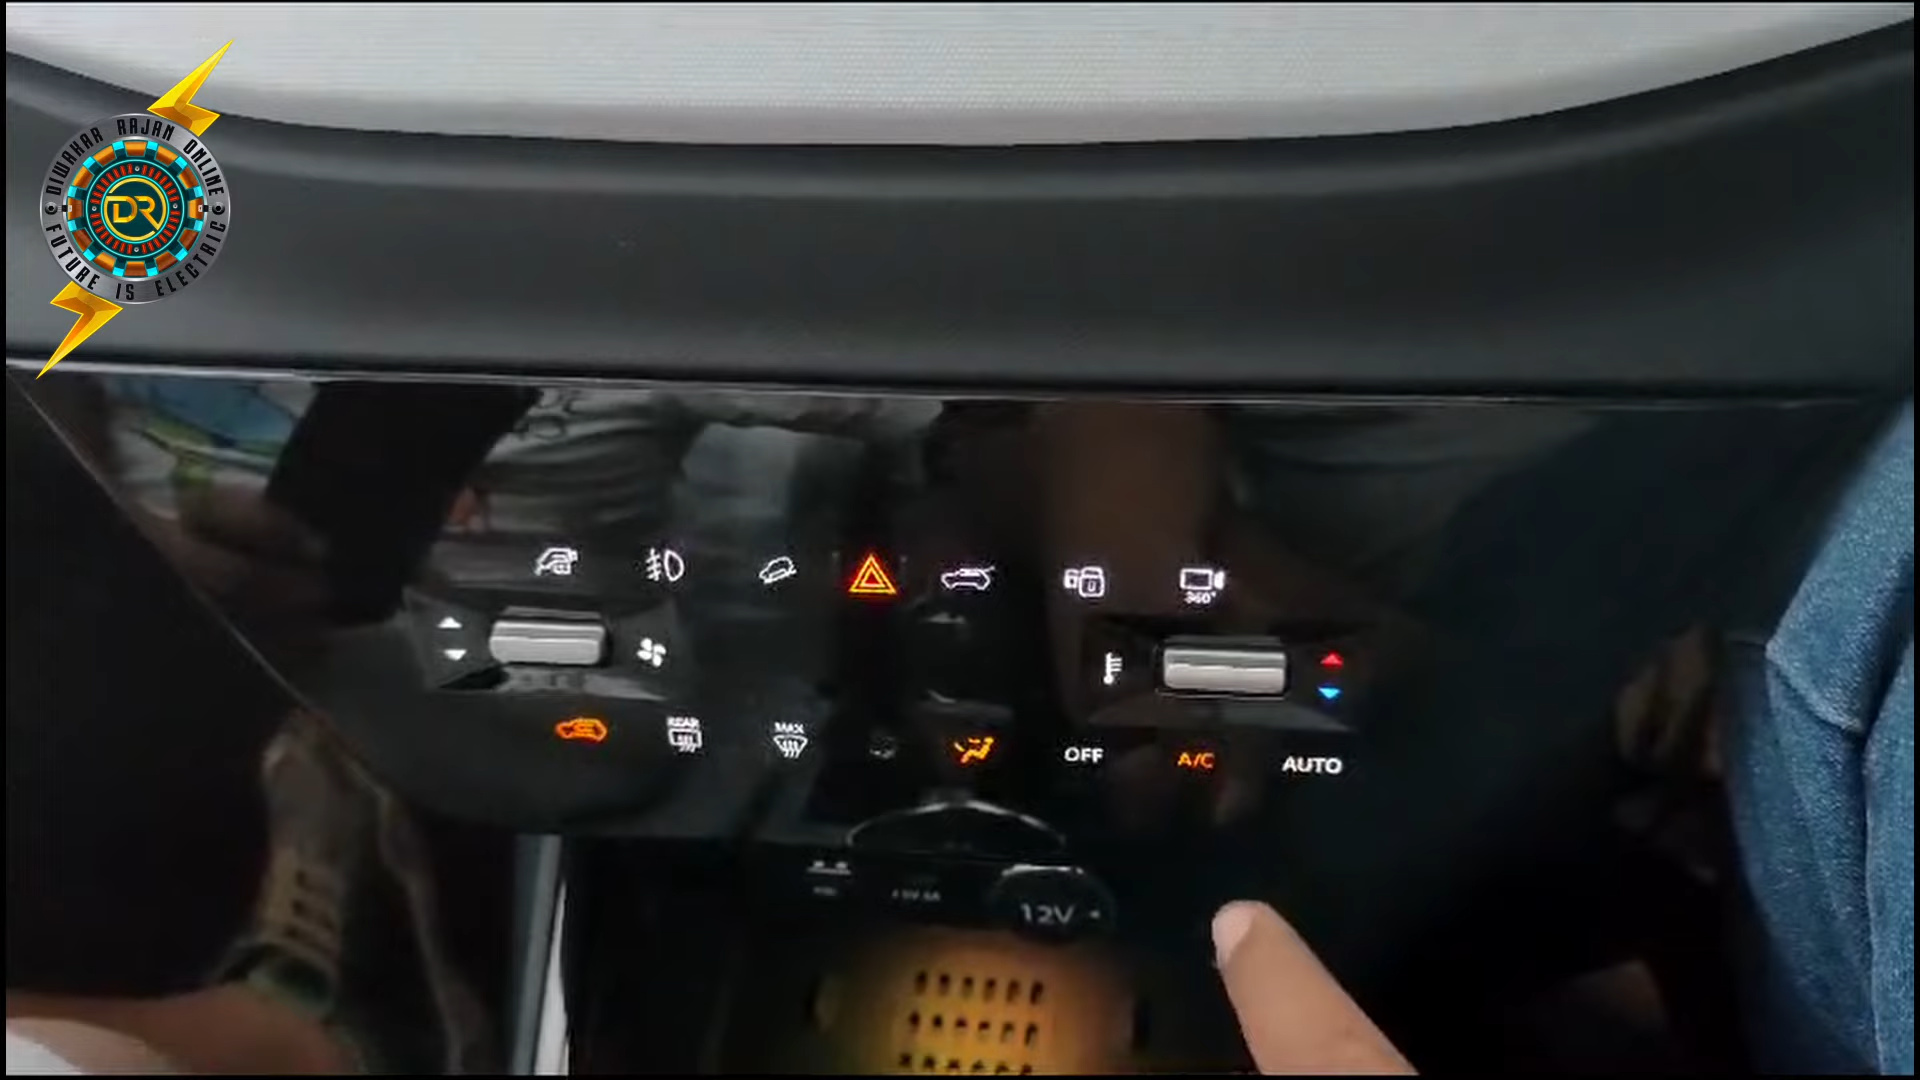 DIWAKAR RAJAN ONLINE
DR
FUTURE IS ELECTRIC
360°
REAR
MAX
OFF
A/C
AUTO
12V